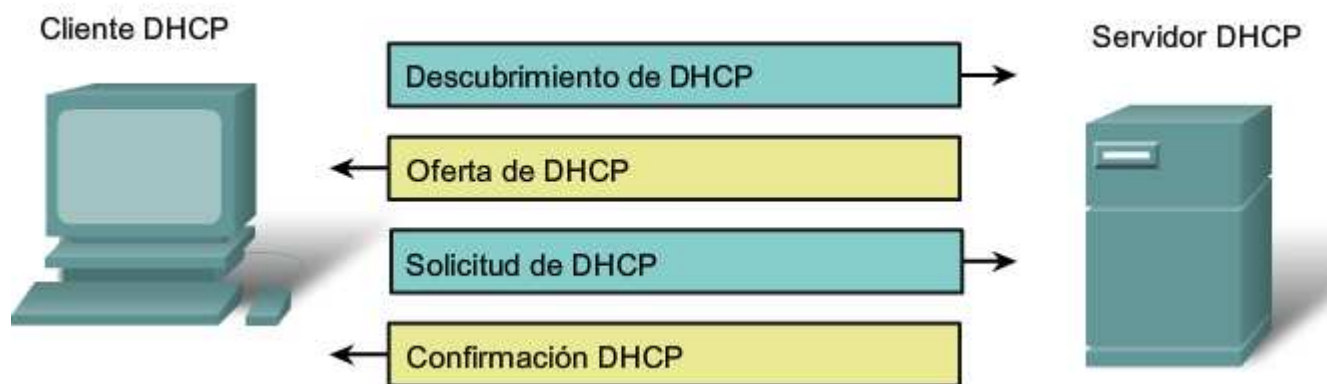 Cliente DHCP
Servidor DHCP
Descubrimiento de DHCP
Oferta de DHCP
Solicitud de DHCP
Confirmación DHCP